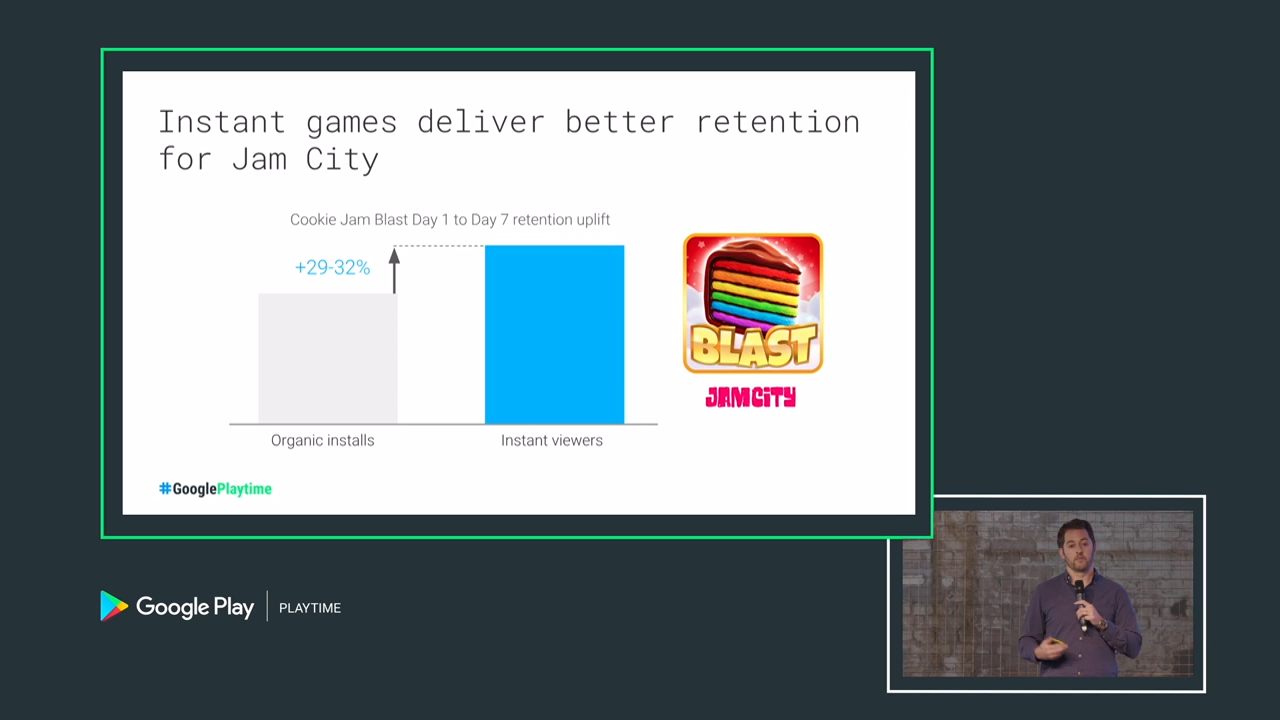 Instant games deliver better retention
for Jam City
Cookie Jam Blast Day 1 to Day 7 retention uplift
+29-32%
Organic installs
Instant viewers
BLAST
JAM CITY
#GooglePlaytime
Google Play | PLAYTIME